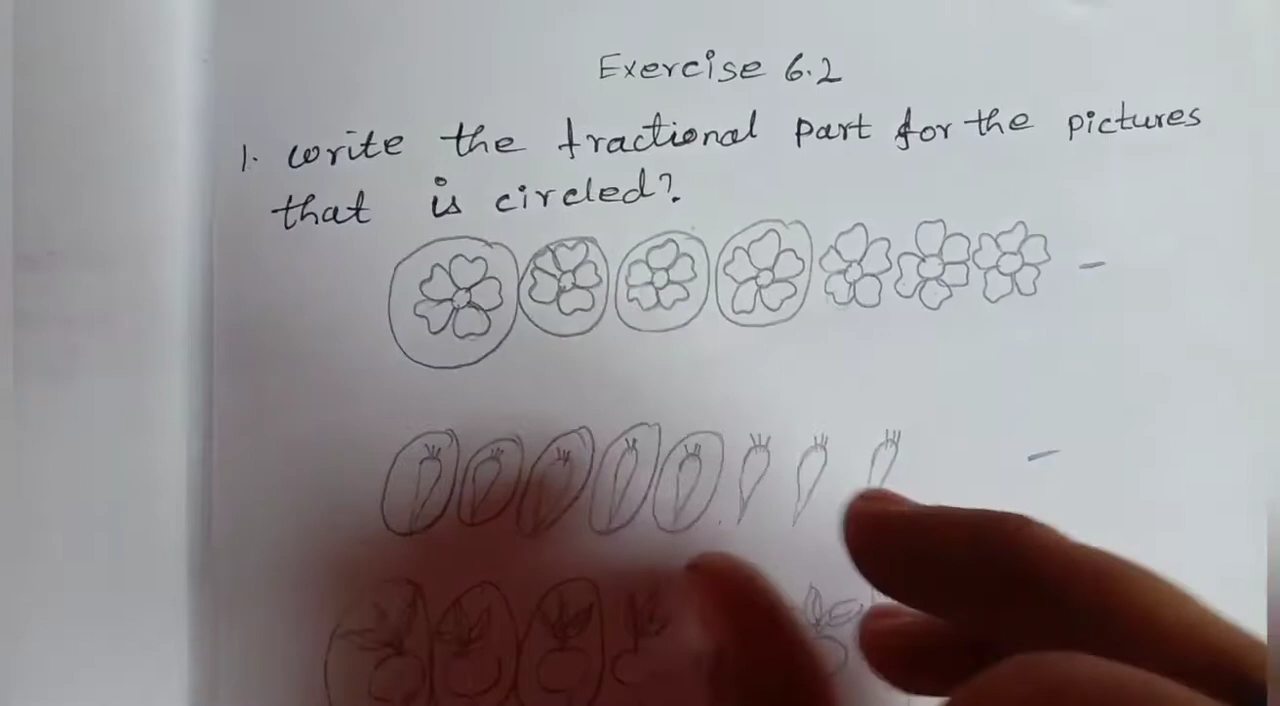 Exercise 6.2
1. Write the fractional part for the pictures
that is circled?